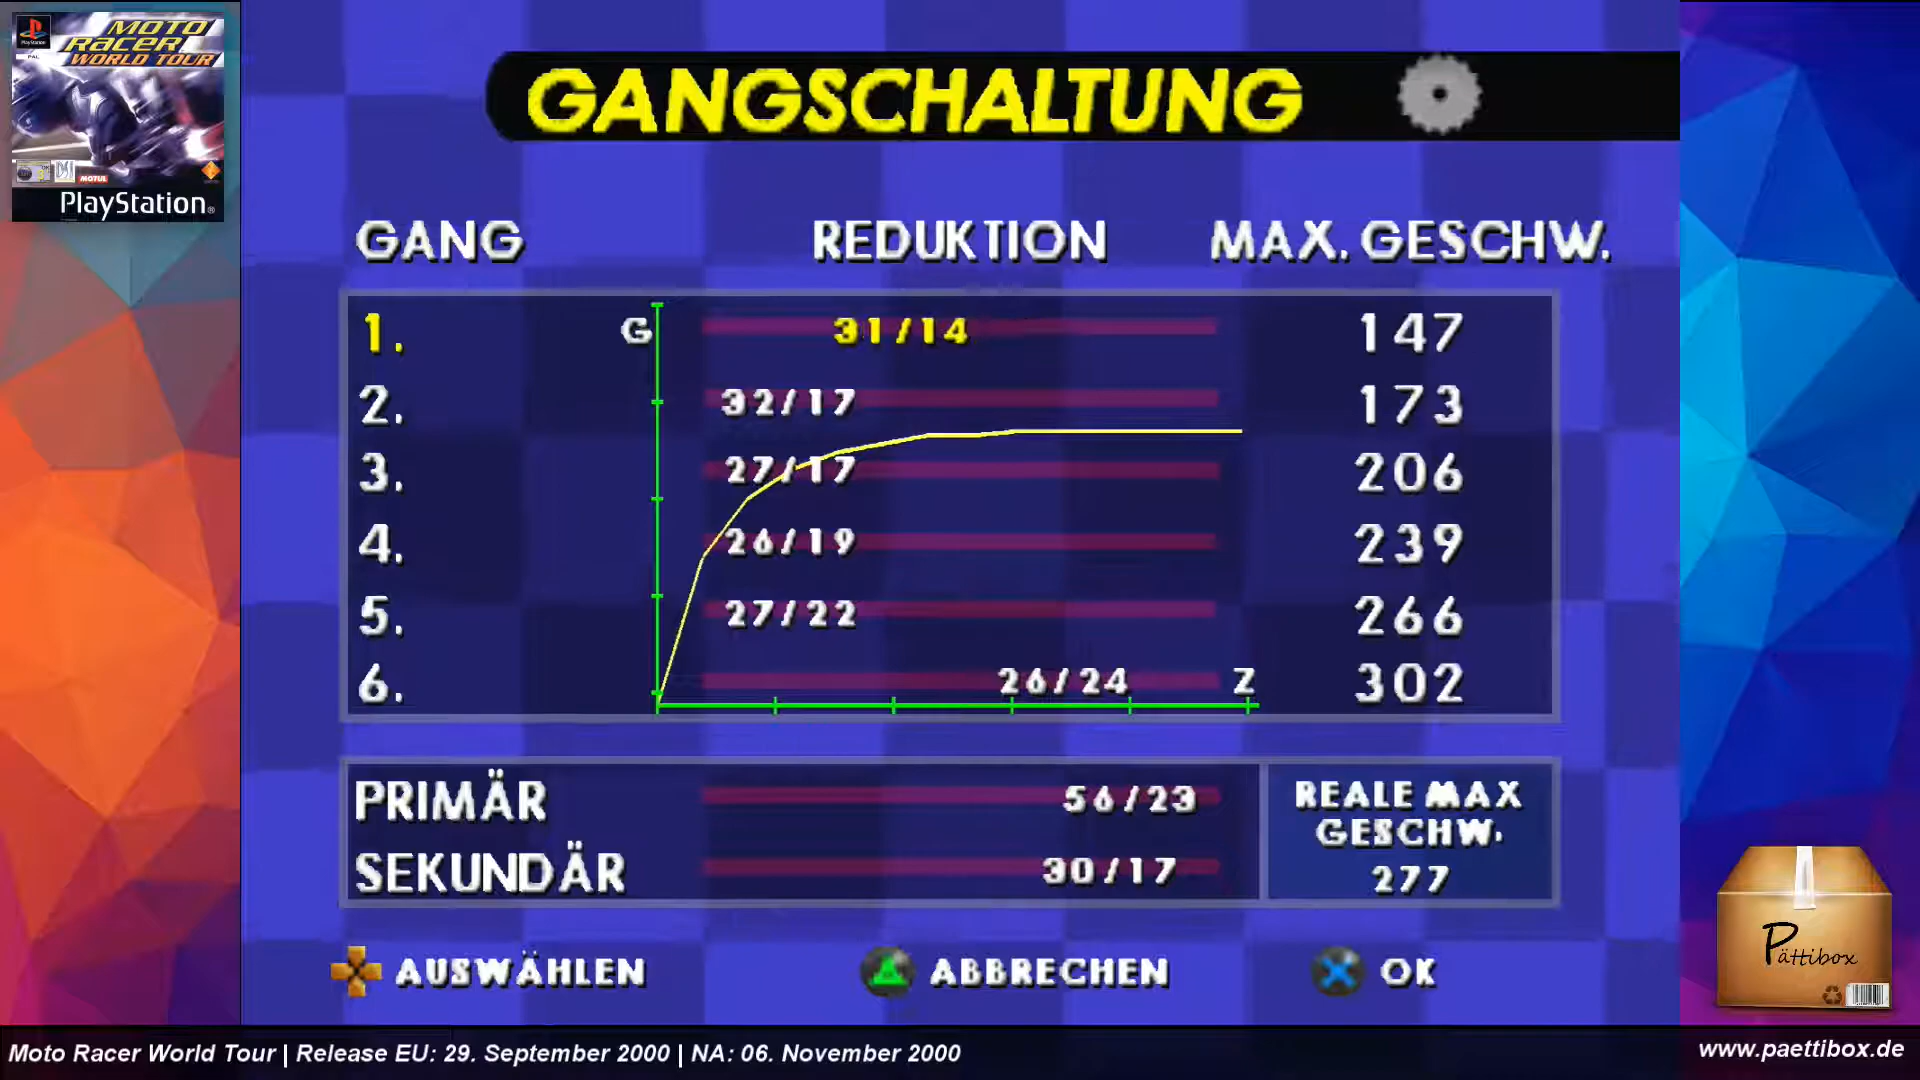 MOTO
RACER
WORLD TOUR
PAL
MOTUL
PlayStation®
GANGSCHALTUNG
GANG REDUKTION MAX. GESCHW.
1. G 31/14 147
2. 32/17 173
3. 27/17 206
4. 26/19 239
5. 27/22 266
6. 26/24 Z 302
PRIMÄR 56/23
SEKUNDÄR 30/17
REALE MAX
GESCHW.
277
AUSWÄHLEN ABBRECHEN OK
Pättibox
Moto Racer World Tour | Release EU: 29. September 2000 | NA: 06. November 2000
www.paettibox.de